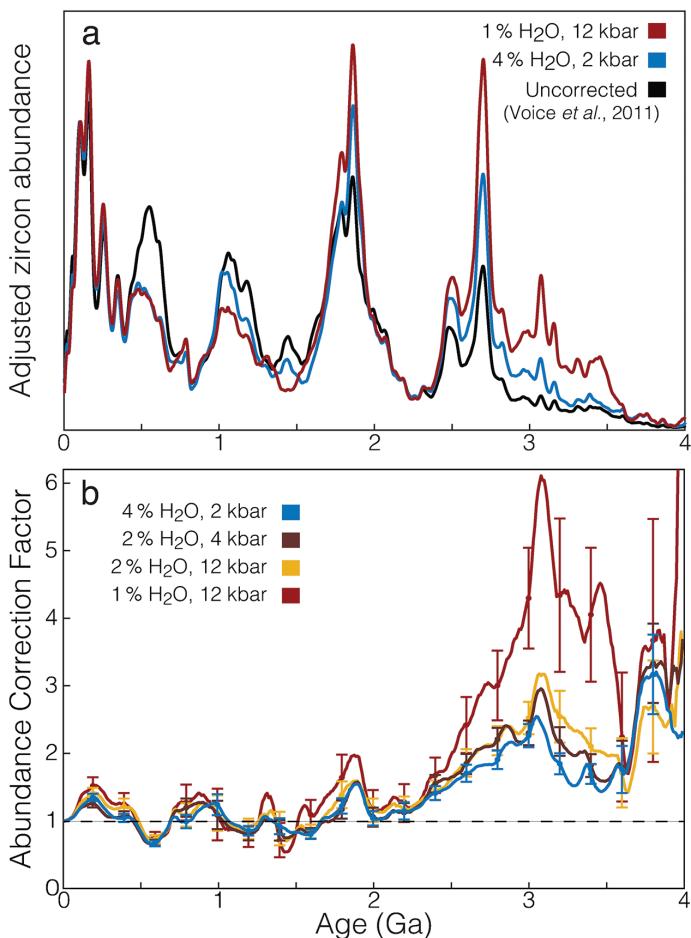 a
1 % H2O, 12 kbar
4 % H2O, 2 kbar
Uncorrected
(Voice et al., 2011)
Adjusted zircon abundance
0 1 2 3 4
b
4 % H2O, 2 kbar
2 % H2O, 4 kbar
2 % H2O, 12 kbar
1 % H2O, 12 kbar
Abundance Correction Factor
6
5
4
3
2
1
0
0 1 2 3 4
Age (Ga)